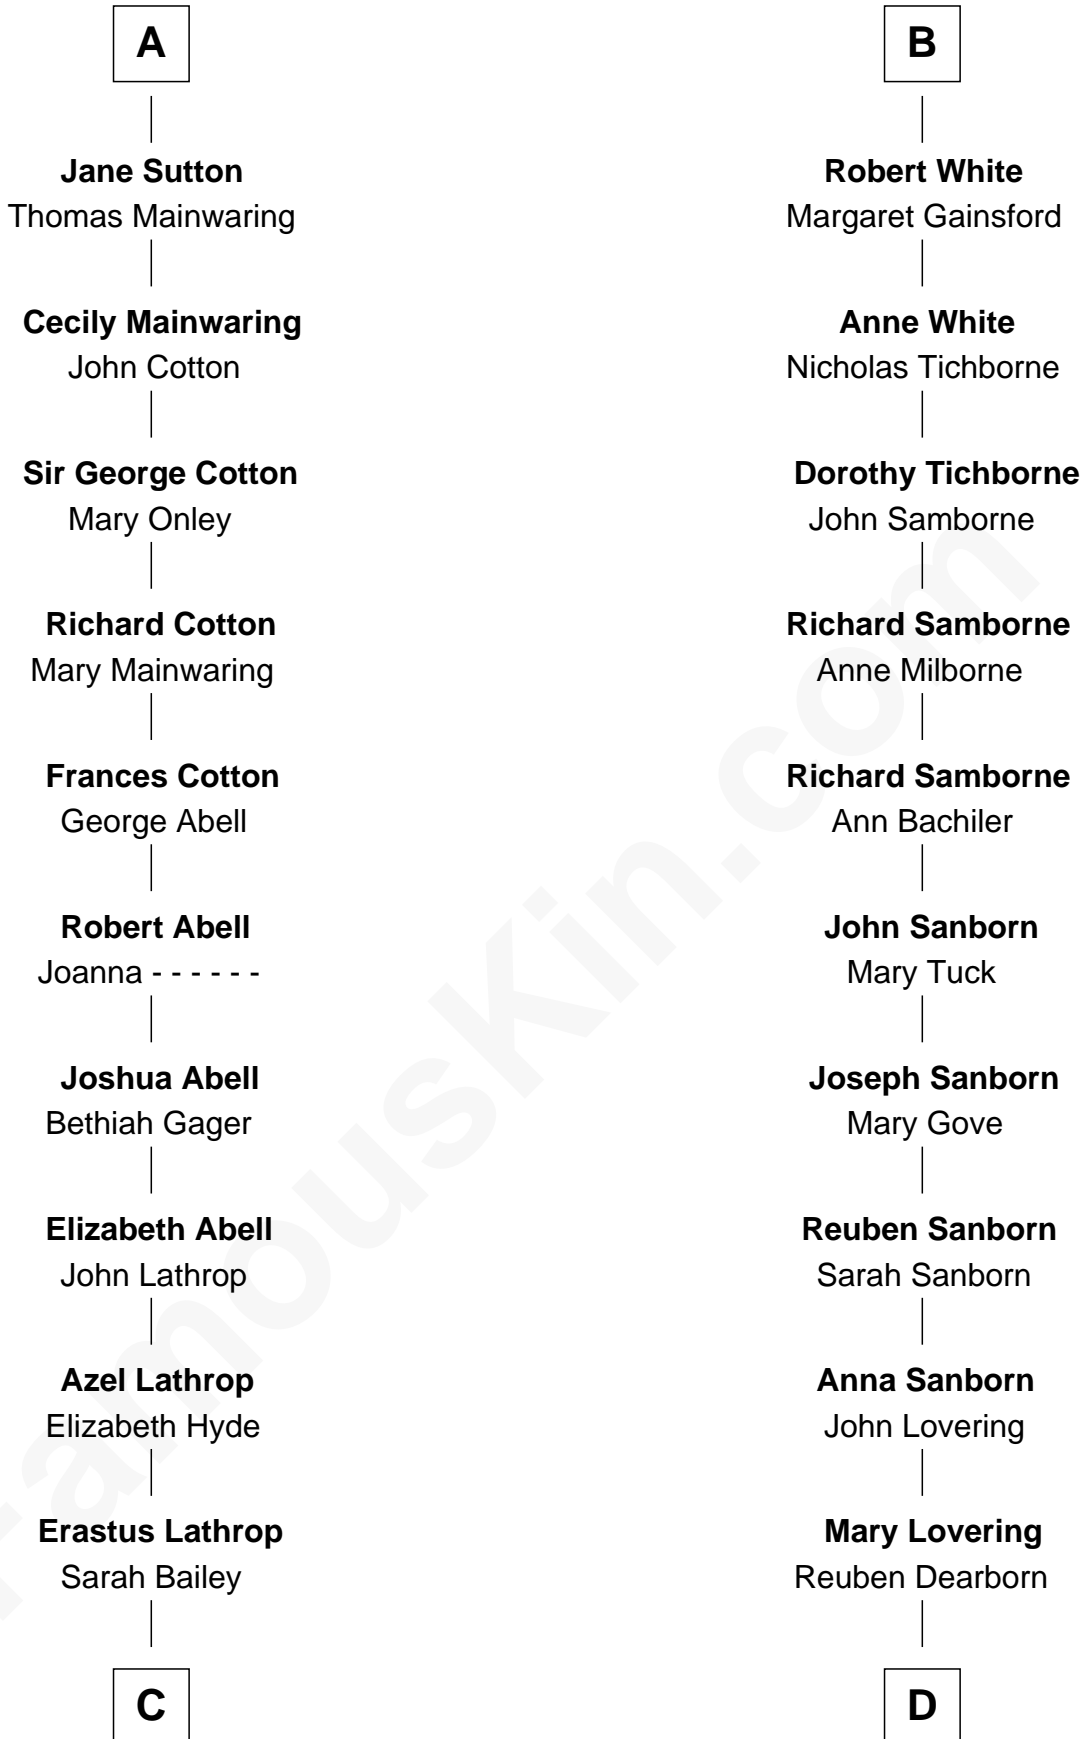 A
Jane Sutton
Thomas Mainwaring
Cecily Mainwaring
John Cotton
Sir George Cotton
Mary Onley
Richard Cotton
Mary Mainwaring
Frances Cotton
George Abell
Robert Abell
Joanna - - - - - -
Joshua Abell
Bethiah Gager
Elizabeth Abell
John Lathrop
Azel Lathrop
Elizabeth Hyde
Erastus Lathrop
Sarah Bailey
C
B
Robert White
Margaret Gainsford
Anne White
Nicholas Tichborne
Dorothy Tichborne
John Samborne
Richard Samborne
Anne Milborne
Richard Samborne
Ann Bachiler
John Sanborn
Mary Tuck
Joseph Sanborn
Mary Gove
Reuben Sanborn
Sarah Sanborn
Anna Sanborn
John Lovering
Mary Lovering
Reuben Dearborn
D
FamousKin.com